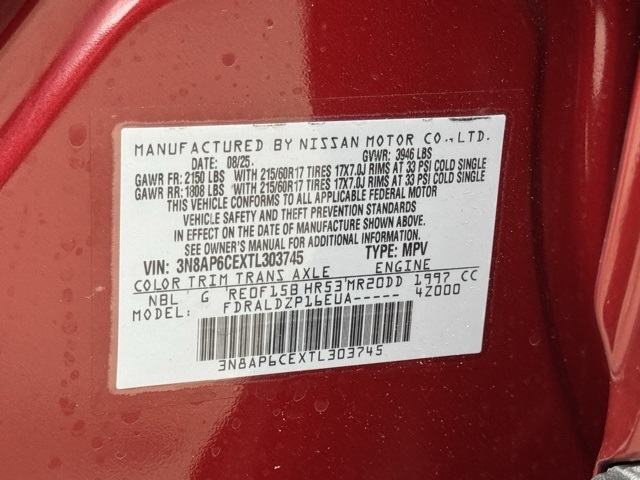 MANUFACTURED BY NISSAN MOTOR CO.,LTD.
DATE: 08/25. GVWR: 3946 LBS
GAWR FR: 2150 LBS WITH 215/60R17 TIRES 17X7.0J RIMS AT 33 PSI COLD SINGLE
GAWR RR: 1808 LBS WITH 215/60R17 TIRES 17X7.0J RIMS AT 33 PSI COLD SINGLE
THIS VEHICLE CONFORMS TO ALL APPLICABLE FEDERAL MOTOR
VEHICLE SAFETY AND THEFT PREVENTION STANDARDS
IN EFFECT ON THE DATE OF MANUFACTURE SHOWN ABOVE.
SEE OWNER'S MANUAL FOR ADDITIONAL INFORMATION.
VIN: 3N8AP6CEXTL303745 TYPE: MPV
COLOR TRIM TRANS AXLE ENGINE
NBL G RE0F15B HR53 MR20DD 1997 CC
MODEL: FDRALDZP16EUA----- 4Z000
3N8AP6CEXTL303745